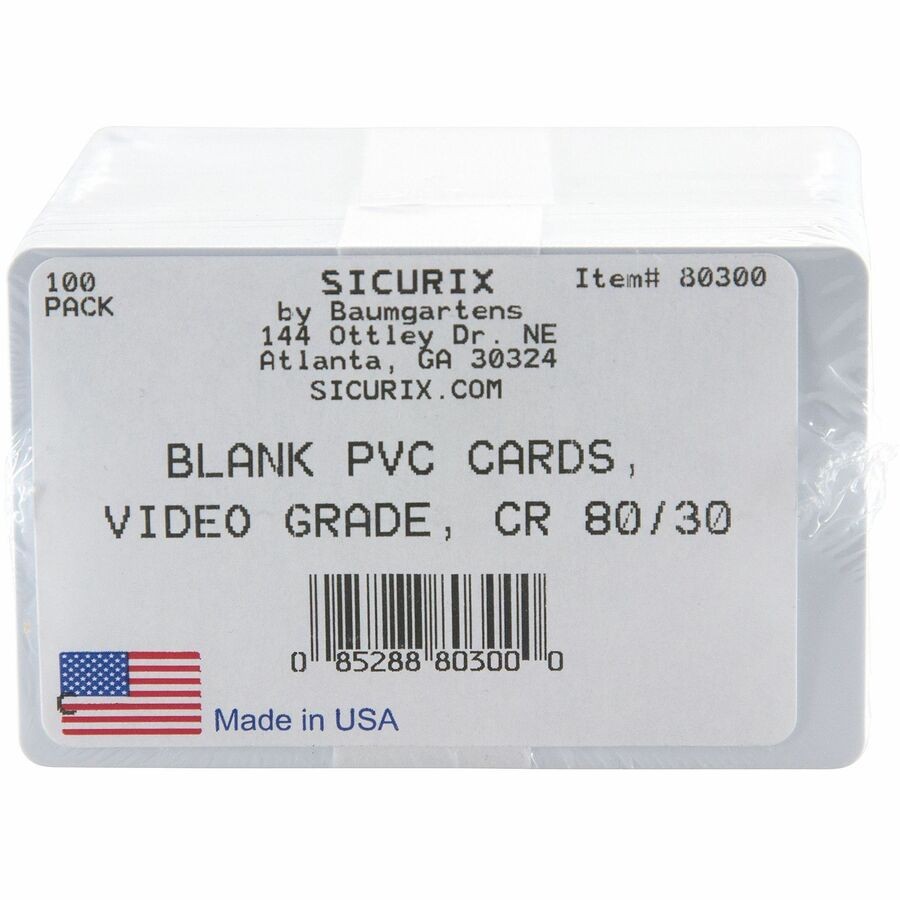 100
PACK
SICURIX
Item# 80300
by Baumgartens
144 Ottley Dr. NE
Atlanta, GA 30324
SICURIX.COM
BLANK PVC CARDS,
VIDEO GRADE, CR 80/30
0 85288 80300 0
Made in USA